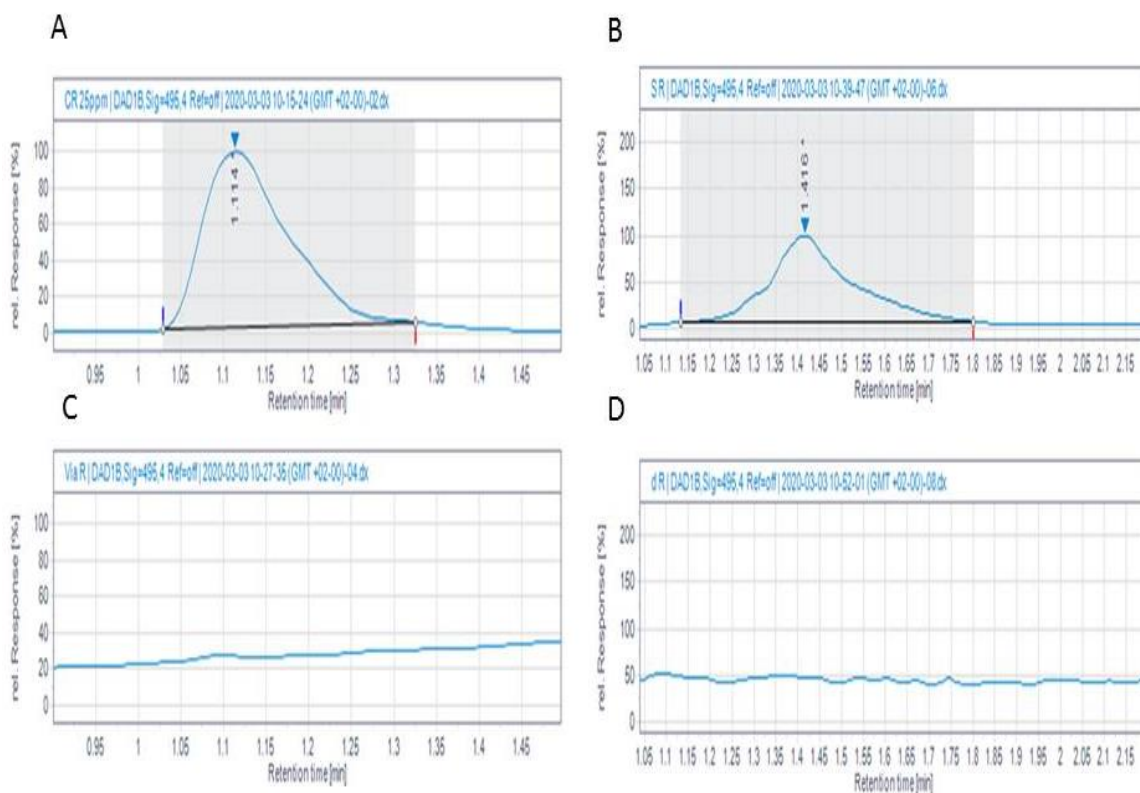 A
CR 25ppm | DAD1B,Sig=495,4 Ref=off | 2020-03-03 10-15-24 (GMT +02-00)-02.dx
rel. Response [%]
100
80
60
40
20
0
1.114
0.95 1 1.05 1.1 1.15 1.2 1.25 1.3 1.35 1.4 1.45
Retention time [min]
B
S R | DAD1B,Sig=495,4 Ref=off | 2020-03-03 10-39-47 (GMT +02-00)-06.dx
rel. Response [%]
200
150
100
50
0
1.416 *
1.05 1.1 1.15 1.2 1.25 1.3 1.35 1.4 1.45 1.5 1.55 1.6 1.65 1.7 1.75 1.8 1.85 1.9 1.95 2 2.05 2.1 2.15
Retention time [min]
C
Via R | DAD1B,Sig=495,4 Ref=off | 2020-03-03 10-27-35 (GMT +02-00)-04.dx
rel. Response [%]
100
80
60
40
20
0
0.95 1 1.05 1.1 1.15 1.2 1.25 1.3 1.35 1.4 1.45
Retention time [min]
D
d R | DAD1B,Sig=495,4 Ref=off | 2020-03-03 10-52-01 (GMT +02-00)-08.dx
rel. Response [%]
200
150
100
50
0
1.05 1.1 1.15 1.2 1.25 1.3 1.35 1.4 1.45 1.5 1.55 1.6 1.65 1.7 1.75 1.8 1.85 1.9 1.95 2 2.05 2.1 2.15
Retention time [min]